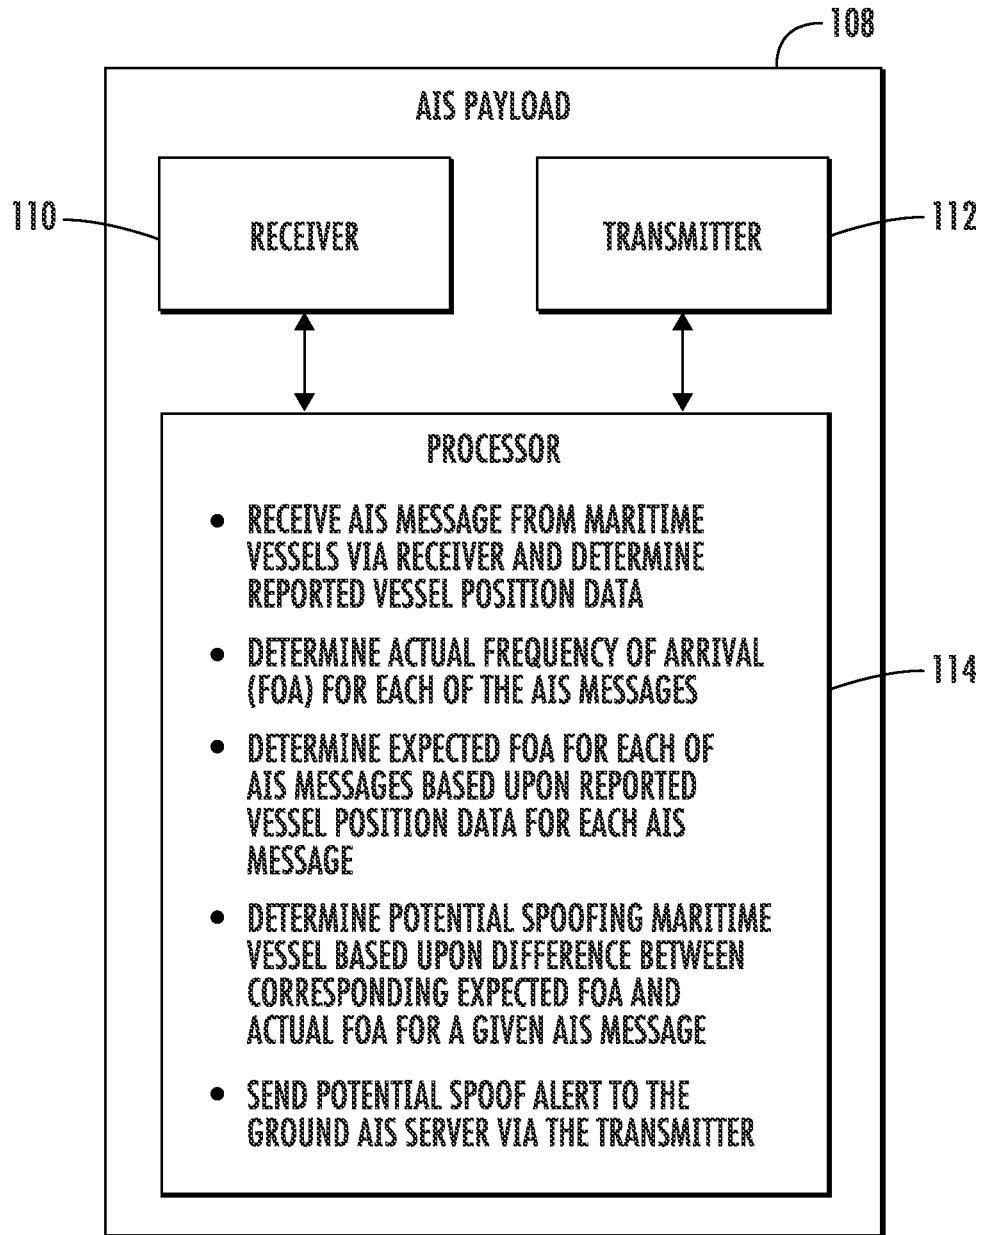 108
AIS PAYLOAD
110
RECEIVER
TRANSMITTER
112
PROCESSOR
• RECEIVE AIS MESSAGE FROM MARITIME
VESSELS VIA RECEIVER AND DETERMINE
REPORTED VESSEL POSITION DATA
• DETERMINE ACTUAL FREQUENCY OF ARRIVAL
(FOA) FOR EACH OF THE AIS MESSAGES
114
• DETERMINE EXPECTED FOA FOR EACH OF
AIS MESSAGES BASED UPON REPORTED
VESSEL POSITION DATA FOR EACH AIS
MESSAGE
• DETERMINE POTENTIAL SPOOFING MARITIME
VESSEL BASED UPON DIFFERENCE BETWEEN
CORRESPONDING EXPECTED FOA AND
ACTUAL FOA FOR A GIVEN AIS MESSAGE
• SEND POTENTIAL SPOOF ALERT TO THE
GROUND AIS SERVER VIA THE TRANSMITTER